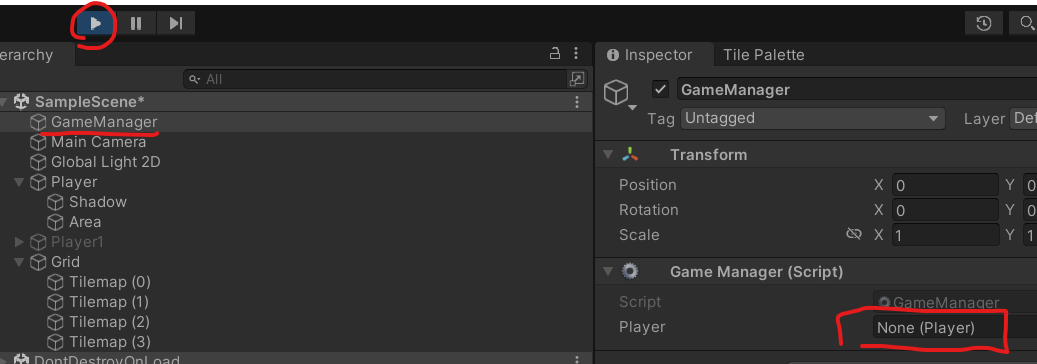 erarchy
All
SampleScene*
GameManager
Main Camera
Global Light 2D
Player
Shadow
Area
Player1
Grid
Tilemap (0)
Tilemap (1)
Tilemap (2)
Tilemap (3)
DontDestroyOnLoad
Inspector Tile Palette
GameManager
Tag Untagged Layer Def
Transform
Position X 0 Y 0
Rotation X 0 Y 0
Scale X 1 Y 1
Game Manager (Script)
Script GameManager
Player None (Player)